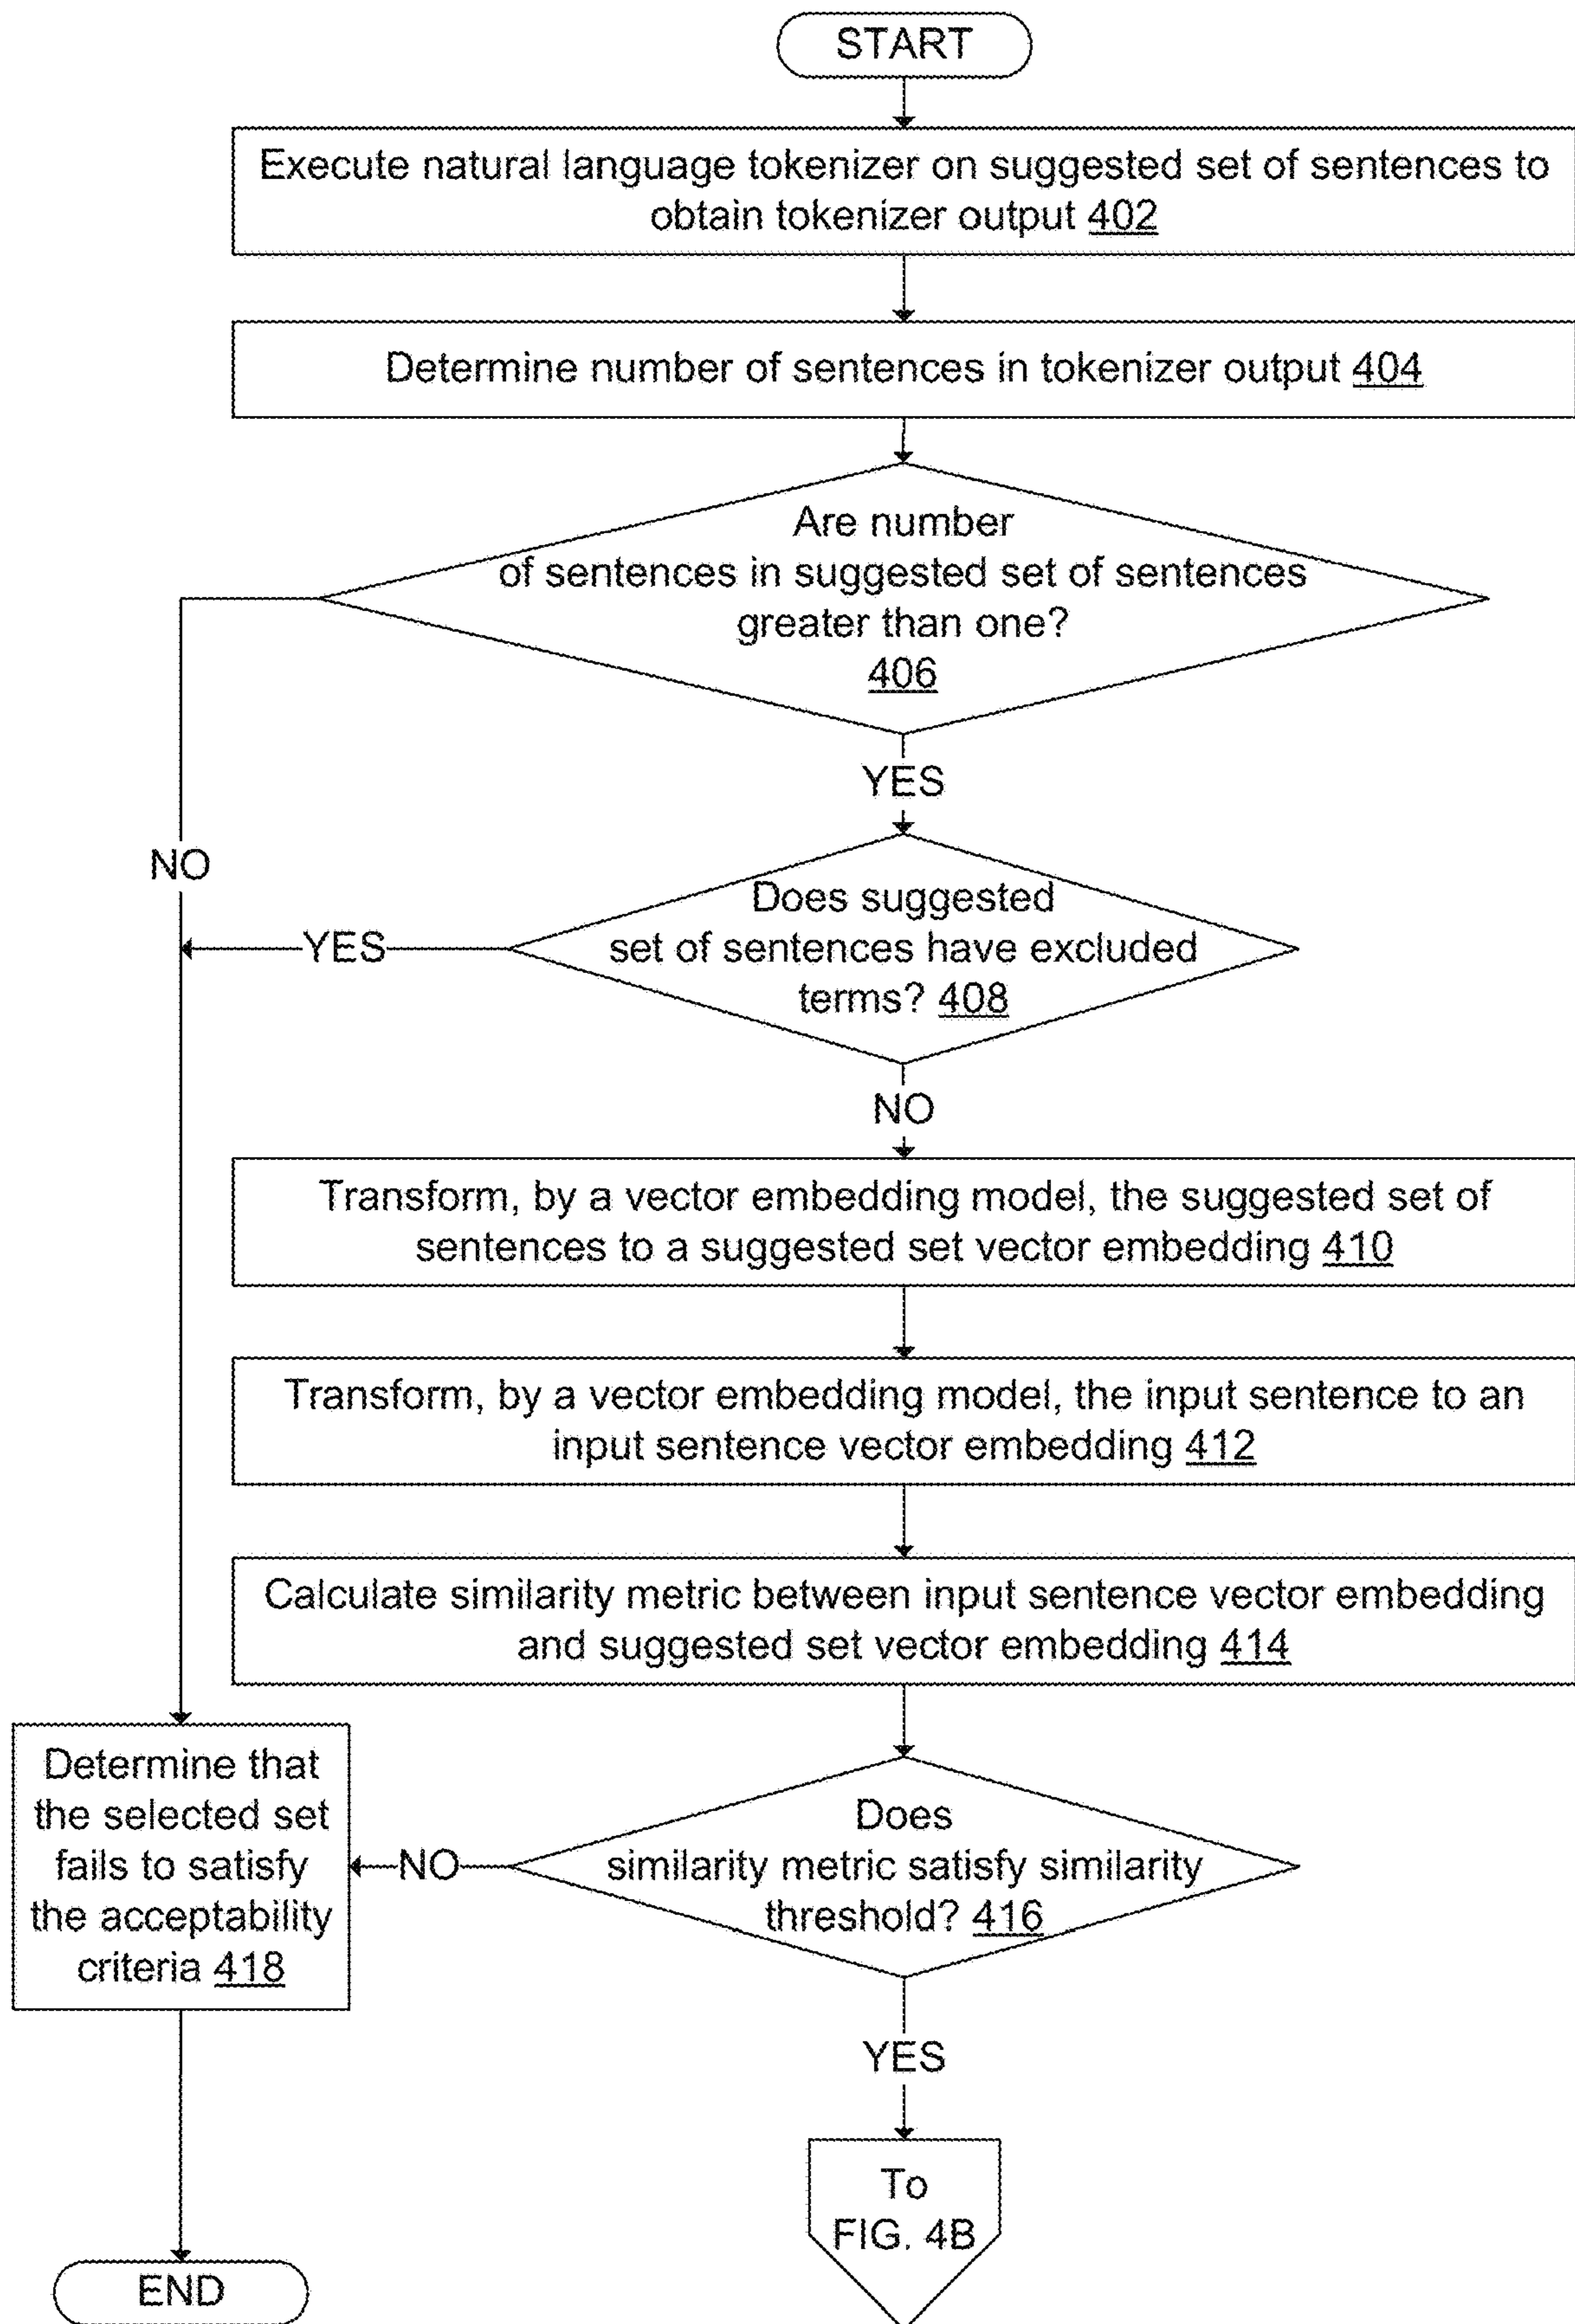 START
Execute natural language tokenizer on suggested set of sentences to
obtain tokenizer output 402
Determine number of sentences in tokenizer output 404
Are number
of sentences in suggested set of sentences
greater than one?
406
YES
NO
Does suggested
set of sentences have excluded
terms? 408
YES
NO
Transform, by a vector embedding model, the suggested set of
sentences to a suggested set vector embedding 410
Transform, by a vector embedding model, the input sentence to an
input sentence vector embedding 412
Calculate similarity metric between input sentence vector embedding
and suggested set vector embedding 414
Determine that
the selected set
fails to satisfy
the acceptability
criteria 418
NO
Does
similarity metric satisfy similarity
threshold? 416
YES
To
FIG. 4B
END